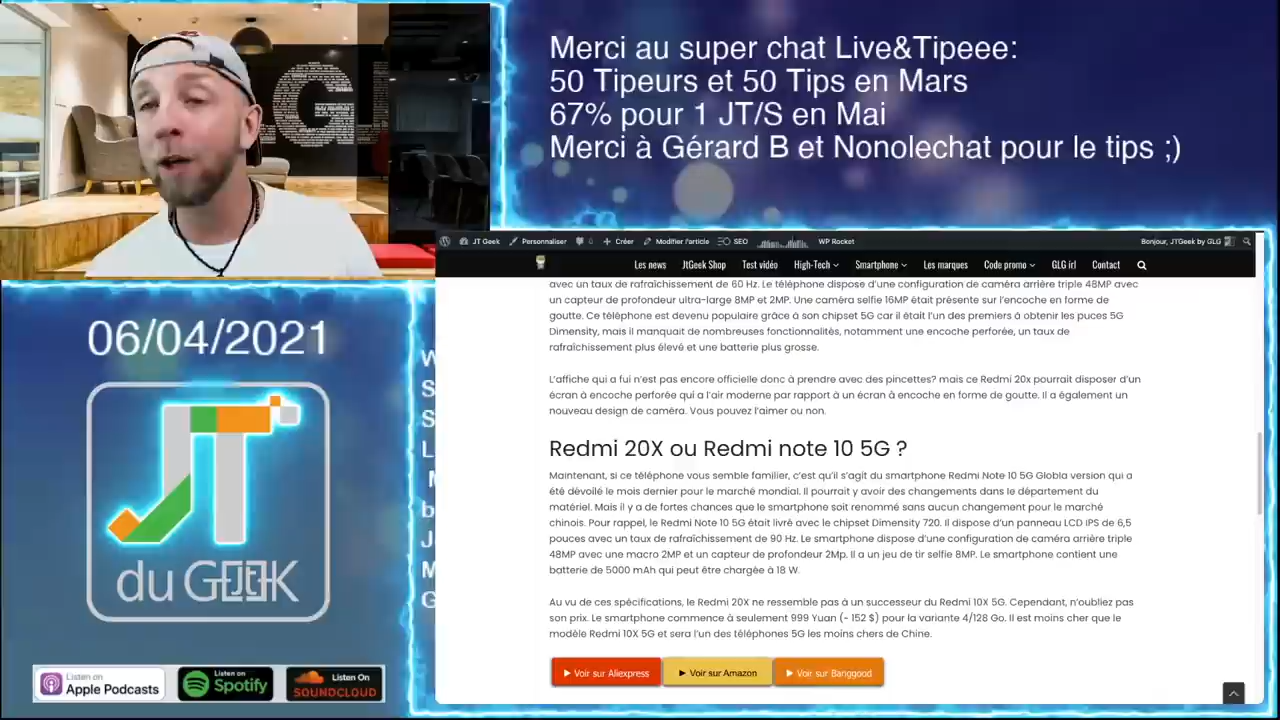 Merci au super chat Live&Tipeee:
50 Tipeurs et 56 Tips en Mars
67% pour 1 JT/S en Mai
Merci à Gérard B et Nonolechat pour le tips ;)
JT Geek Personnaliser 0 Créer Modifier l'article SEO WP Rocket Bonjour, JTGeek by GLG
Les news JtGeek Shop Test vidéo High-Tech Smartphone Les marques Code promo GLG irl Contact
avec un taux de rafraîchissement de 60 Hz. Le téléphone dispose d'une configuration de caméra arrière triple 48MP avec
un capteur de profondeur ultra-large 8MP et 2MP. Une caméra selfie 16MP était présente sur l'encoche en forme de
goutte. Ce téléphone est devenu populaire grâce à son chipset 5G car il était l'un des premiers à obtenir les puces 5G
Dimensity, mais il manquait de nombreuses fonctionnalités, notamment une encoche perforée, un taux de
rafraîchissement plus élevé et une batterie plus grosse.
L'affiche qui a fui n'est pas encore officielle donc à prendre avec des pincettes? mais ce Redmi 20x pourrait disposer d'un
écran à encoche perforée qui a l'air moderne par rapport à un écran à encoche en forme de goutte. Il a également un
nouveau design de caméra. Vous pouvez l'aimer ou non.
Redmi 20X ou Redmi note 10 5G ?
Maintenant, si ce téléphone vous semble familier, c'est qu'il s'agit du smartphone Redmi Note 10 5G Globla version qui a
été dévoilé le mois dernier pour le marché mondial. Il pourrait y avoir des changements dans le département du
matériel. Mais il y a de fortes chances que le smartphone soit renommé sans aucun changement pour le marché
chinois. Pour rappel, le Redmi Note 10 5G était livré avec le chipset Dimensity 720. Il dispose d'un panneau LCD IPS de 6,5
pouces avec un taux de rafraîchissement de 90 Hz. Le smartphone dispose d'une configuration de caméra arrière triple
48MP avec une macro 2MP et un capteur de profondeur 2Mp. Il a un jeu de tir selfie 8MP. Le smartphone contient une
batterie de 5000 mAh qui peut être chargée à 18 W.
Au vu de ces spécifications, le Redmi 20X ne ressemble pas à un successeur du Redmi 10X 5G. Cependant, n'oubliez pas
son prix. Le smartphone commence à seulement 999 Yuan (~ 152 $) pour la variante 4/128 Go. Il est moins cher que le
modèle Redmi 10X 5G et sera l'un des téléphones 5G les moins chers de Chine.
Voir sur Aliexpress Voir sur Amazon Voir sur Banggood
06/04/2021
JT
du GEEK
Listen on
Apple Podcasts
Listen on
Spotify
Listen On
SOUNDCLOUD